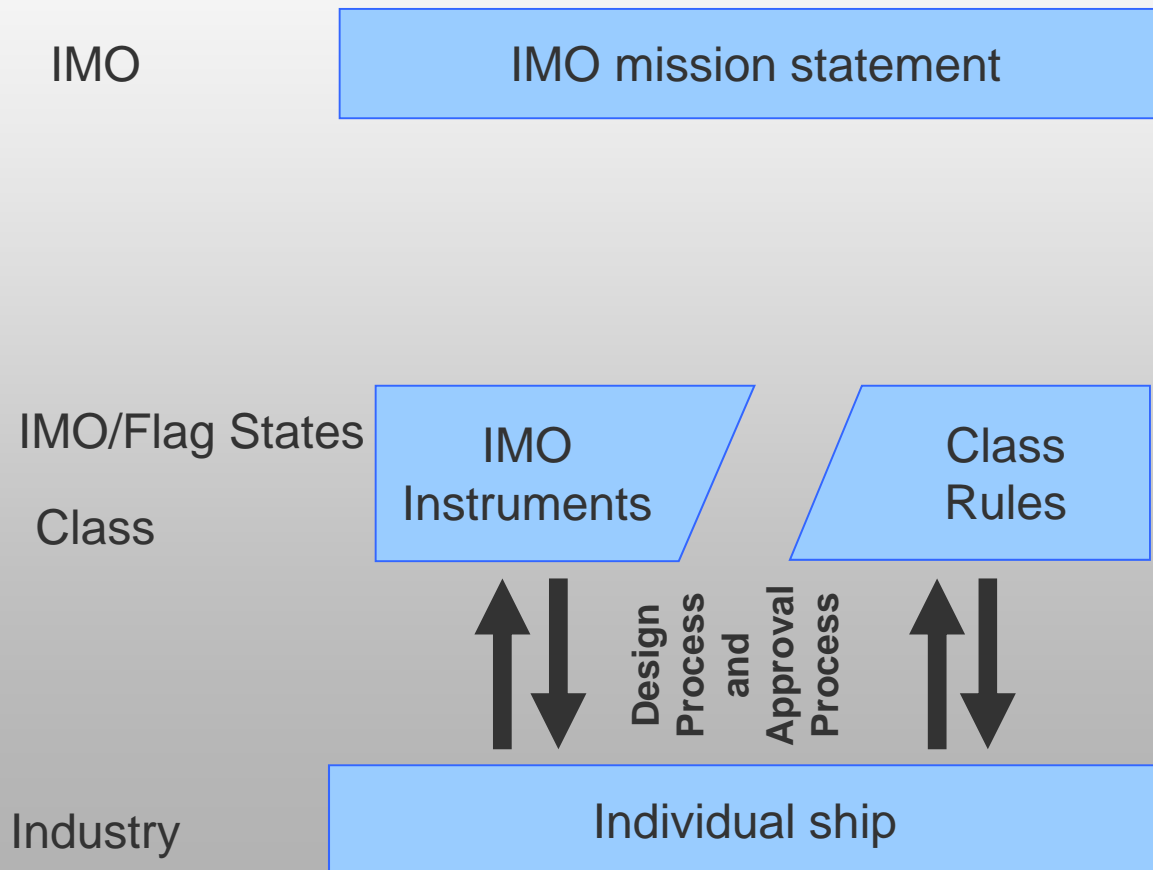 IMO
IMO mission statement
IMO/Flag States
Class
IMO
Instruments
Class
Rules
Design
Process
and
Approval
Process
Industry
Individual ship